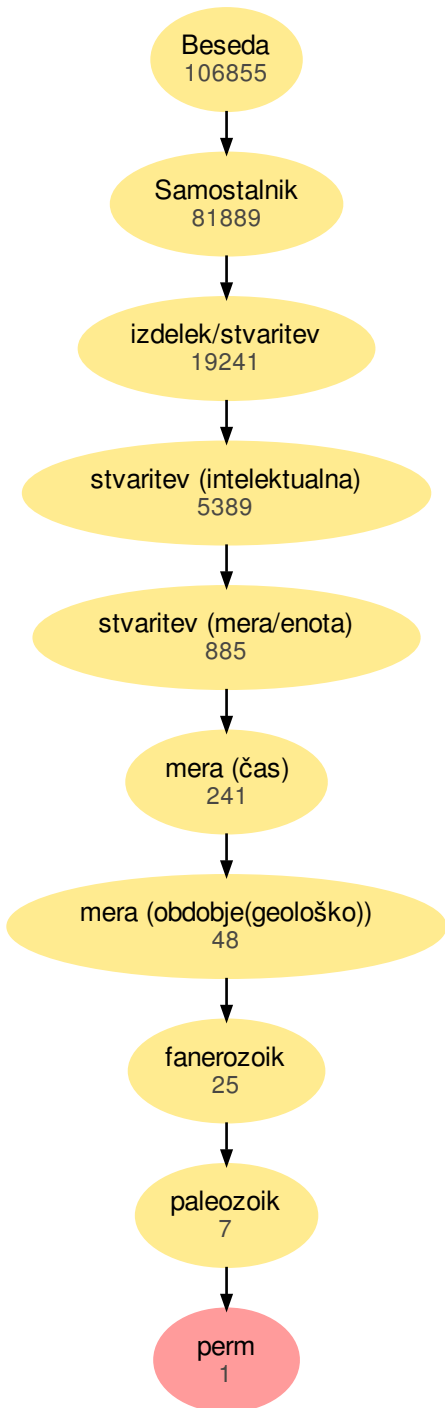 Beseda
106855
Samostalnik
81889
izdelek/stvaritev
19241
stvaritev (intelektualna)
5389
stvaritev (mera/enota)
885
mera (čas)
241
mera (obdobje(geološko))
48
fanerozoik
25
paleozoik
7
perm
1